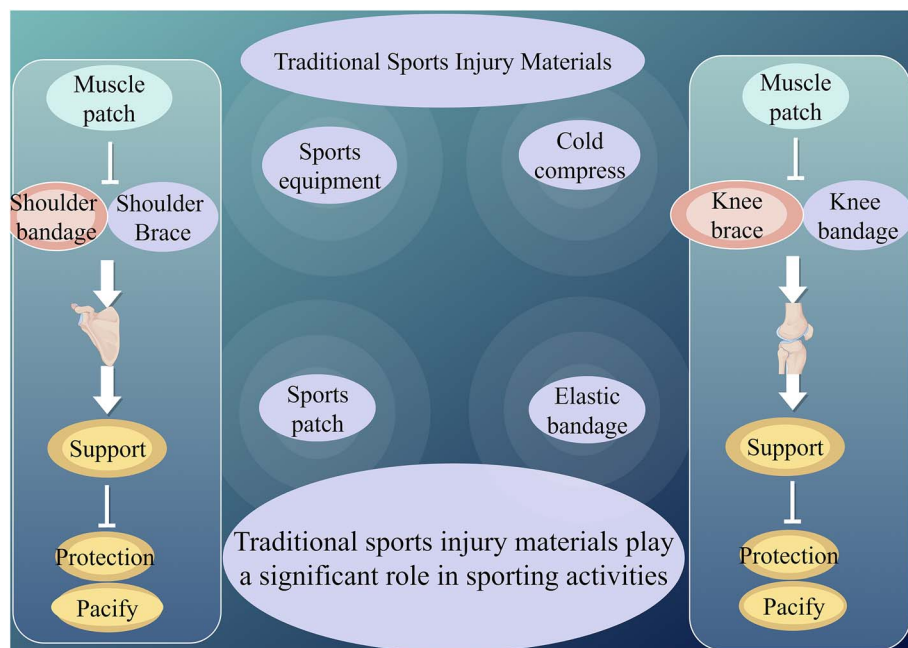 Traditional Sports Injury Materials
Muscle
patch
Shoulder
bandage
Shoulder
Brace
Support
Protection
Pacify
Sports
equipment
Cold
compress
Sports
patch
Elastic
bandage
Traditional sports injury materials play
a significant role in sporting activities
Muscle
patch
Knee
brace
Knee
bandage
Support
Protection
Pacify